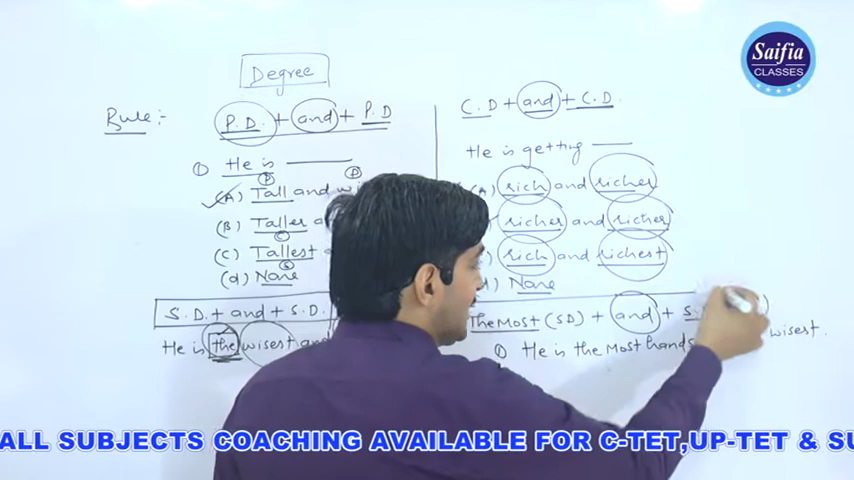 Saifia
CLASSES
Degree
Rule:-
P.D. + and + P.D
① He is ———
P
P
(A) Tall and
(B) Taller
C
(C) Tallest
S
(d) None
C.D + and + C.D.
He is getting ———
(A) rich and richer
richer and richer
rich and richest
None
S.D. + and + S.D.
He is the wisest and
The Most (SD) + and +
① He is the Most hands
wisest.
ALL SUBJECTS COACHING AVAILABLE FOR C-TET,UP-TET & SU